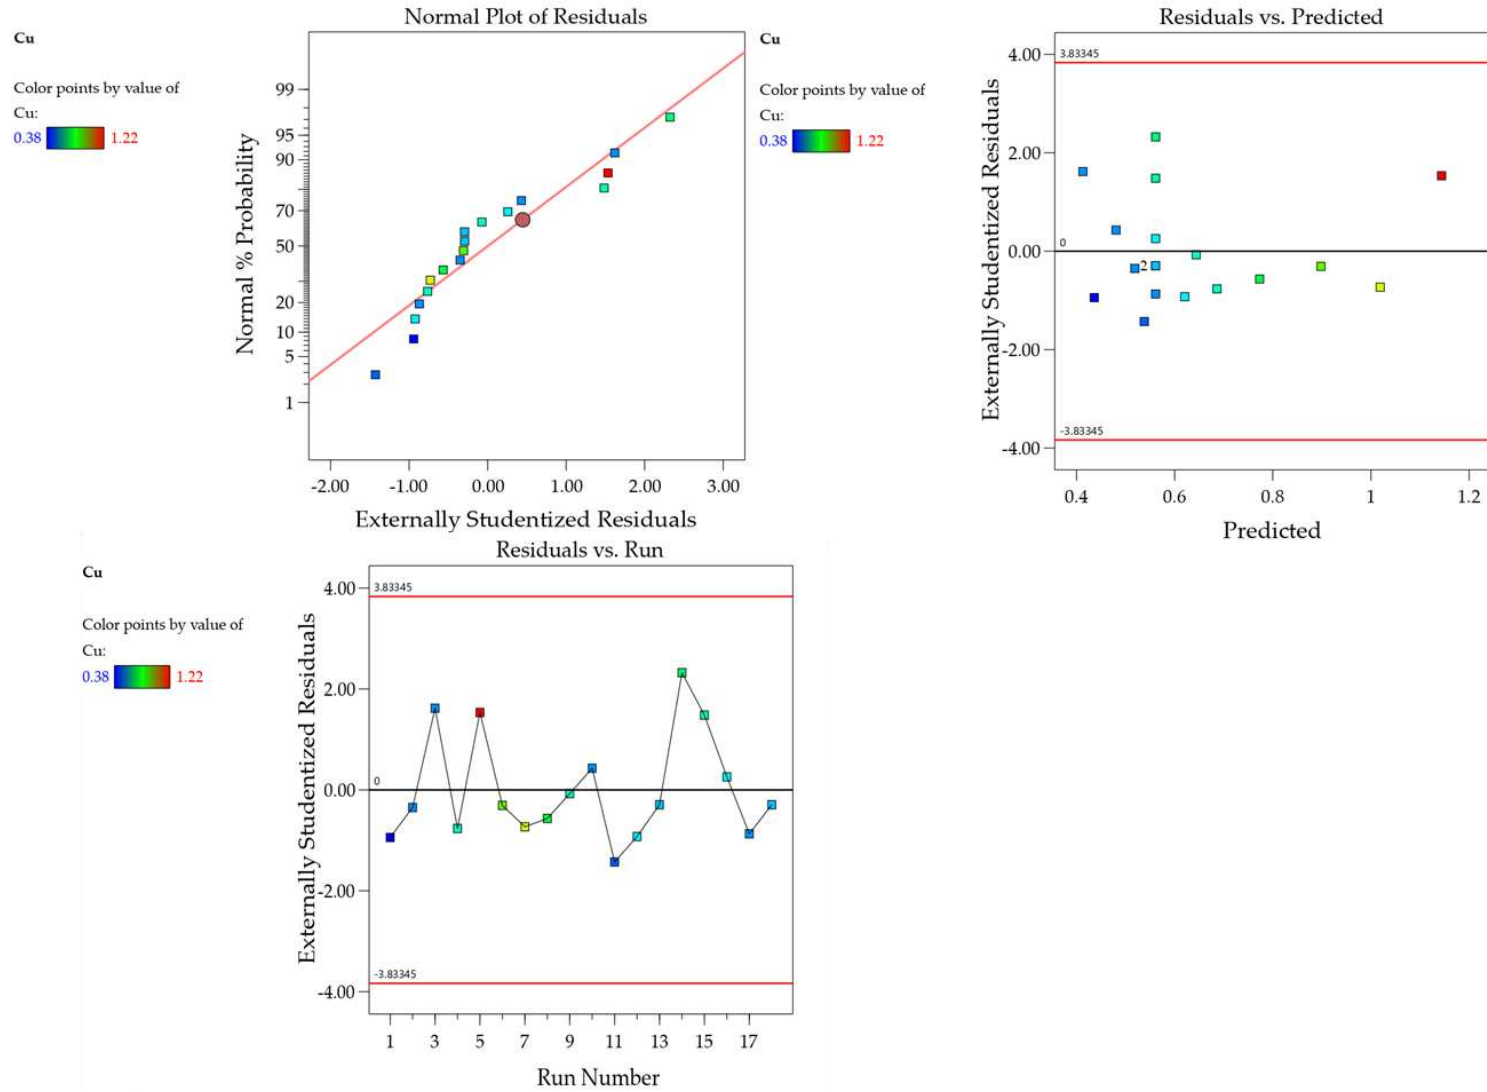 Normal Plot of Residuals
Cu
Color points by value of
Cu:
0.38 1.22
Normal % Probability
99
95
90
70
50
20
10
5
1
-2.00 -1.00 0.00 1.00 2.00 3.00
Externally Studentized Residuals
Residuals vs. Predicted
Cu
Color points by value of
Cu:
0.38 1.22
Externally Studentized Residuals
4.00
2.00
0.00
-2.00
-4.00
3.83345
0
2
-3.83345
0.4 0.6 0.8 1 1.2
Predicted
Residuals vs. Run
Cu
Color points by value of
Cu:
0.38 1.22
Externally Studentized Residuals
4.00
2.00
0.00
-2.00
-4.00
3.83345
0
-3.83345
1 3 5 7 9 11 13 15 17
Run Number